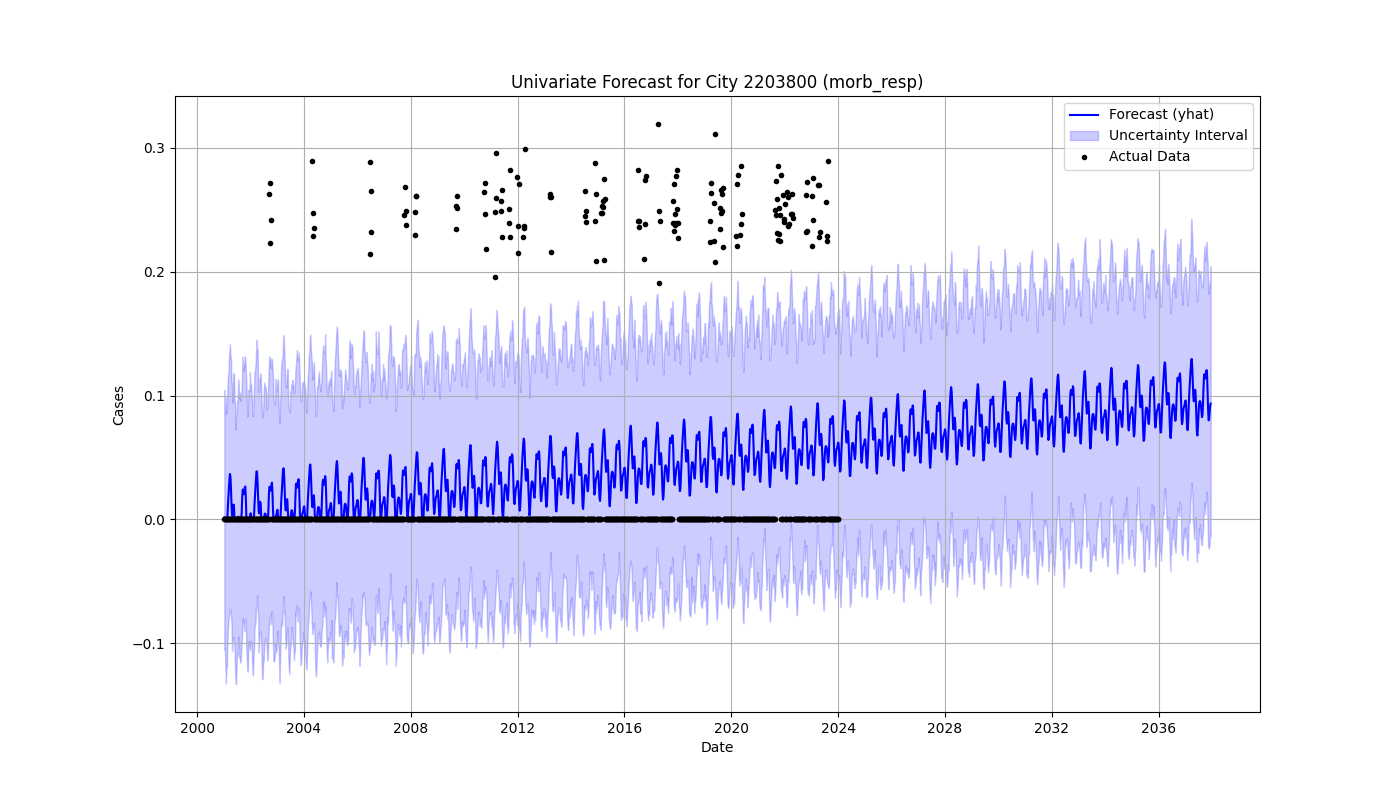 Univariate Forecast for City 2203800 (morb_resp)
Forecast (yhat)
Uncertainty Interval
Actual Data
Cases
0.3
0.2
0.1
0.0
−0.1
2000 2004 2008 2012 2016 2020 2024 2028 2032 2036
Date